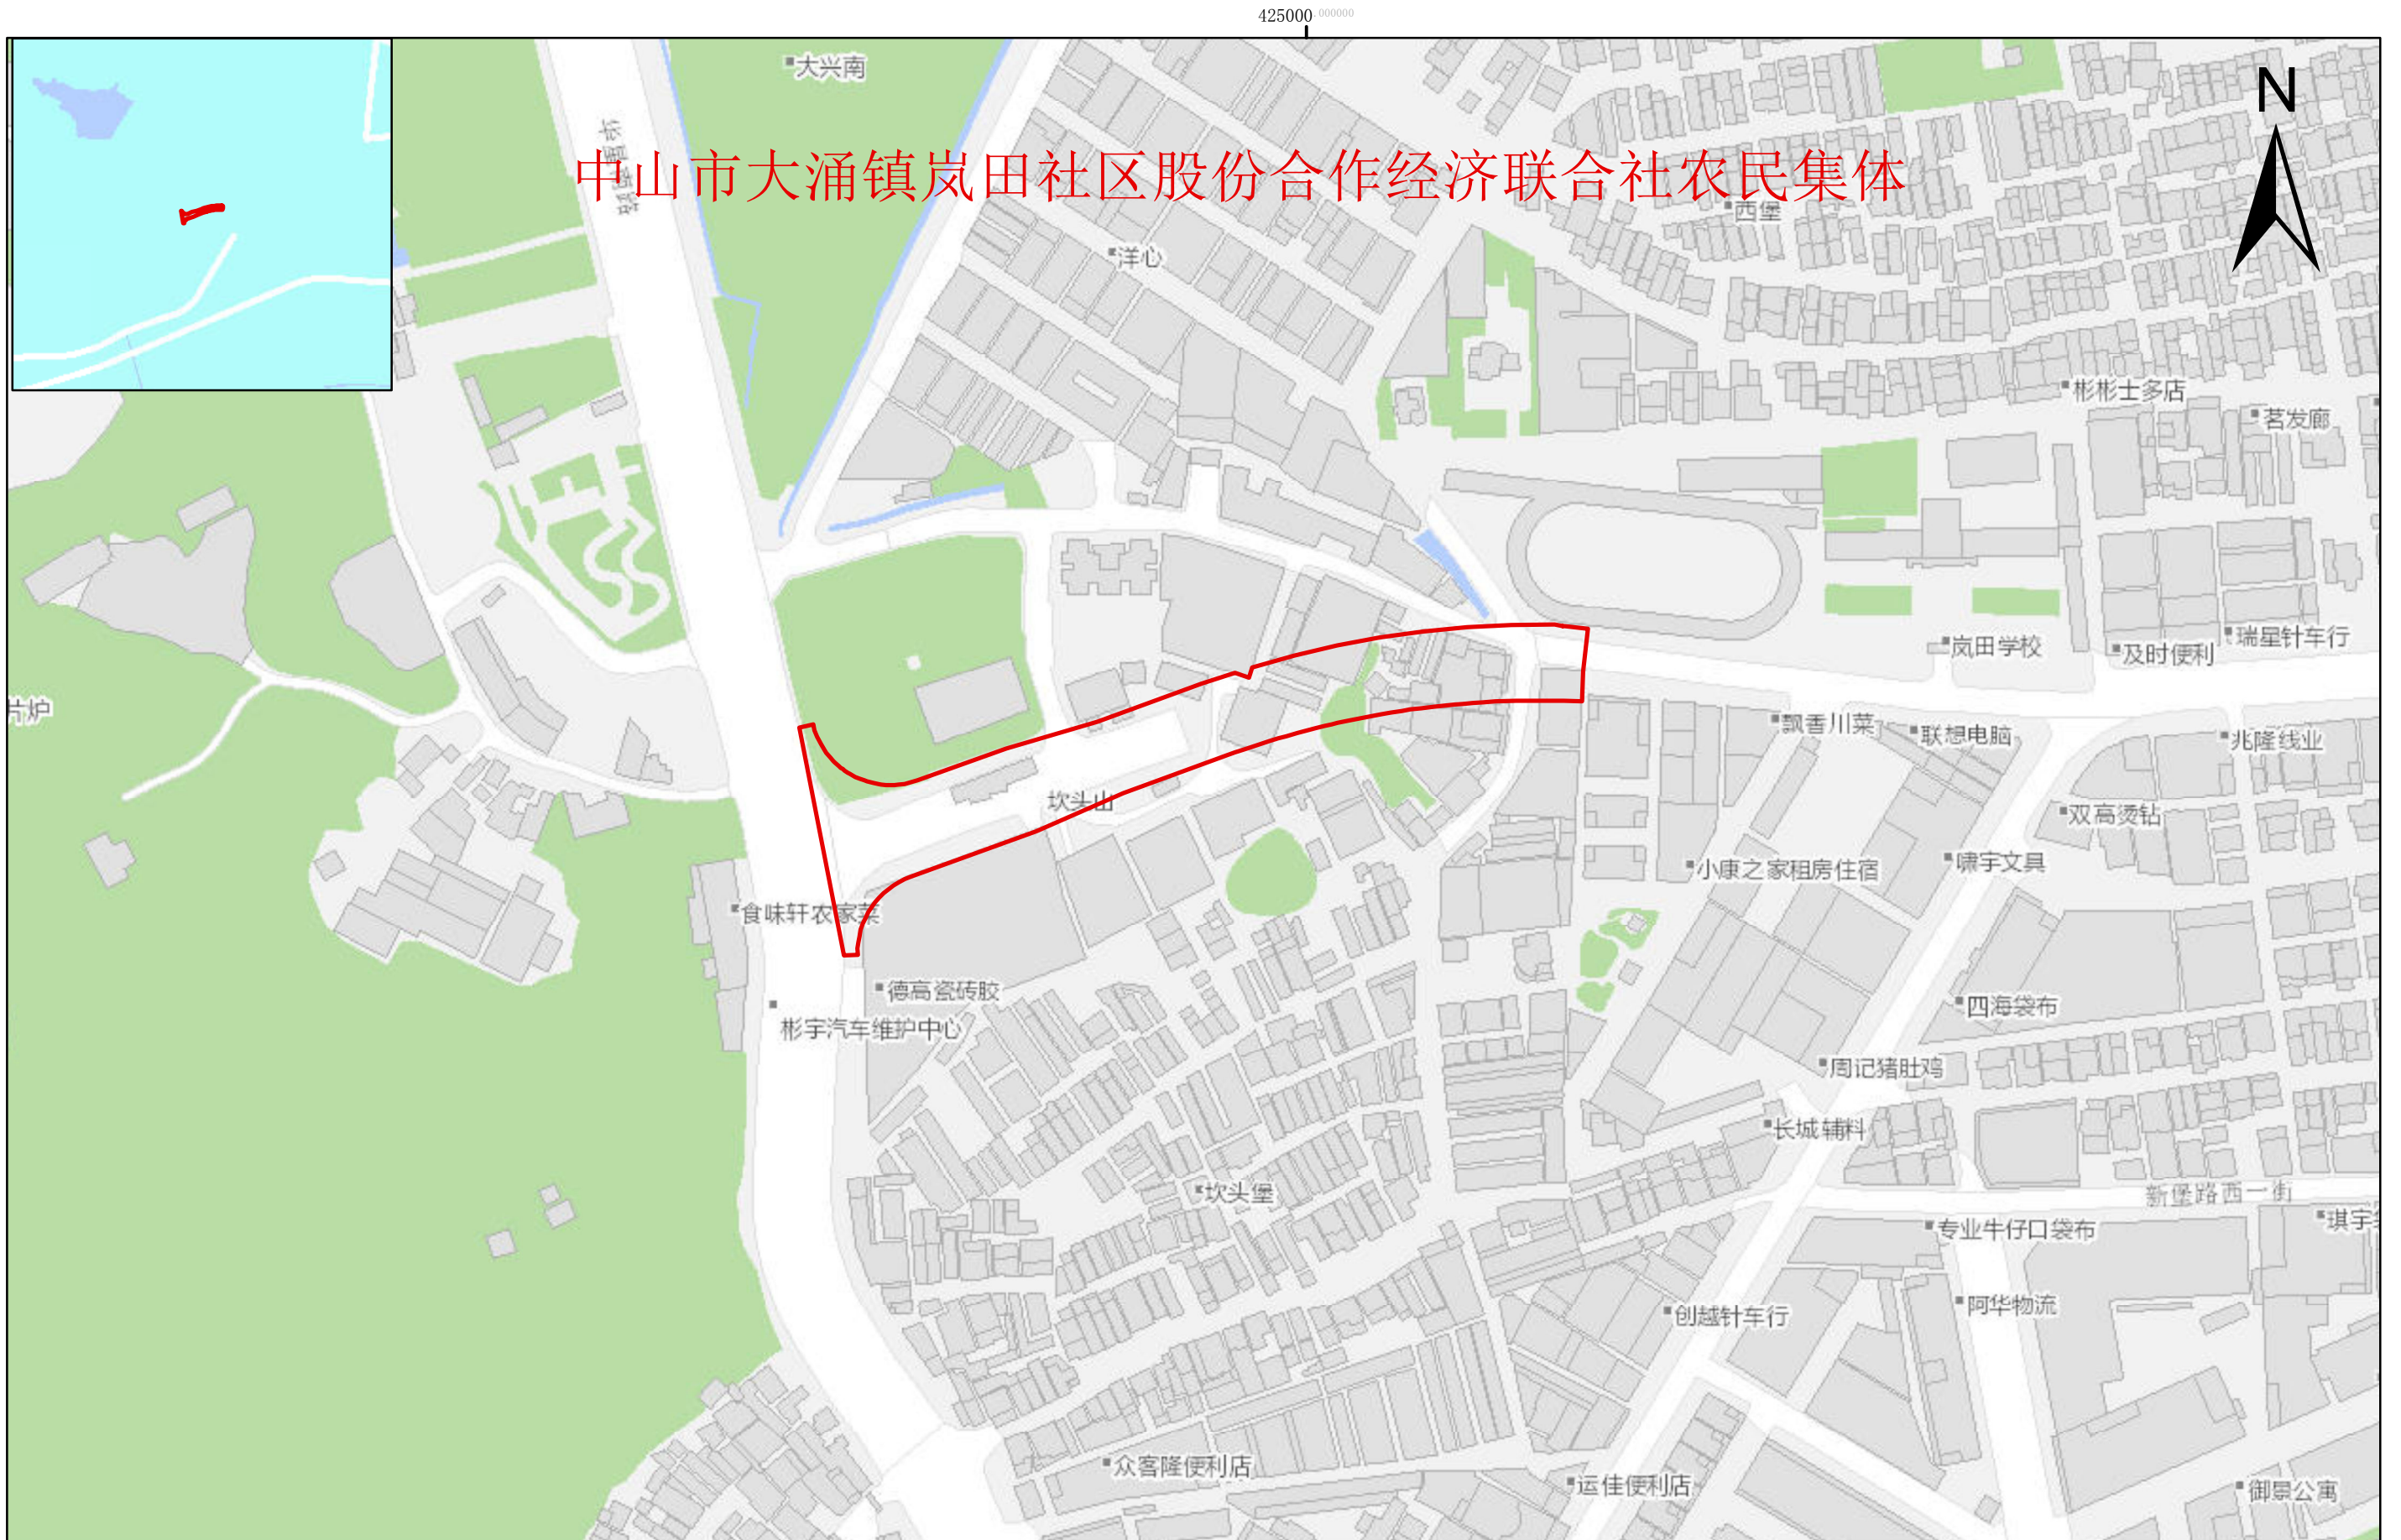 425000.000000
大兴南
N
中山市大涌镇岚田社区股份合作经济联合社农民集体
西堡
洋心
彬彬士多店
茗发廊
岚田学校
及时便利
瑞星针车行
片炉
飘香川菜
联想电脑
兆隆线业
坎头山
双高烫钻
小康之家租房住宿
啸宇文具
食味轩农家菜
德高瓷砖胶
四海袋布
彬宇汽车维护中心
周记猪肚鸡
长城辅料
坎头堡
新堡路西一街
专业牛仔口袋布
琪宇
阿华物流
创越针车行
众客隆便利店
运佳便利店
御景公寓